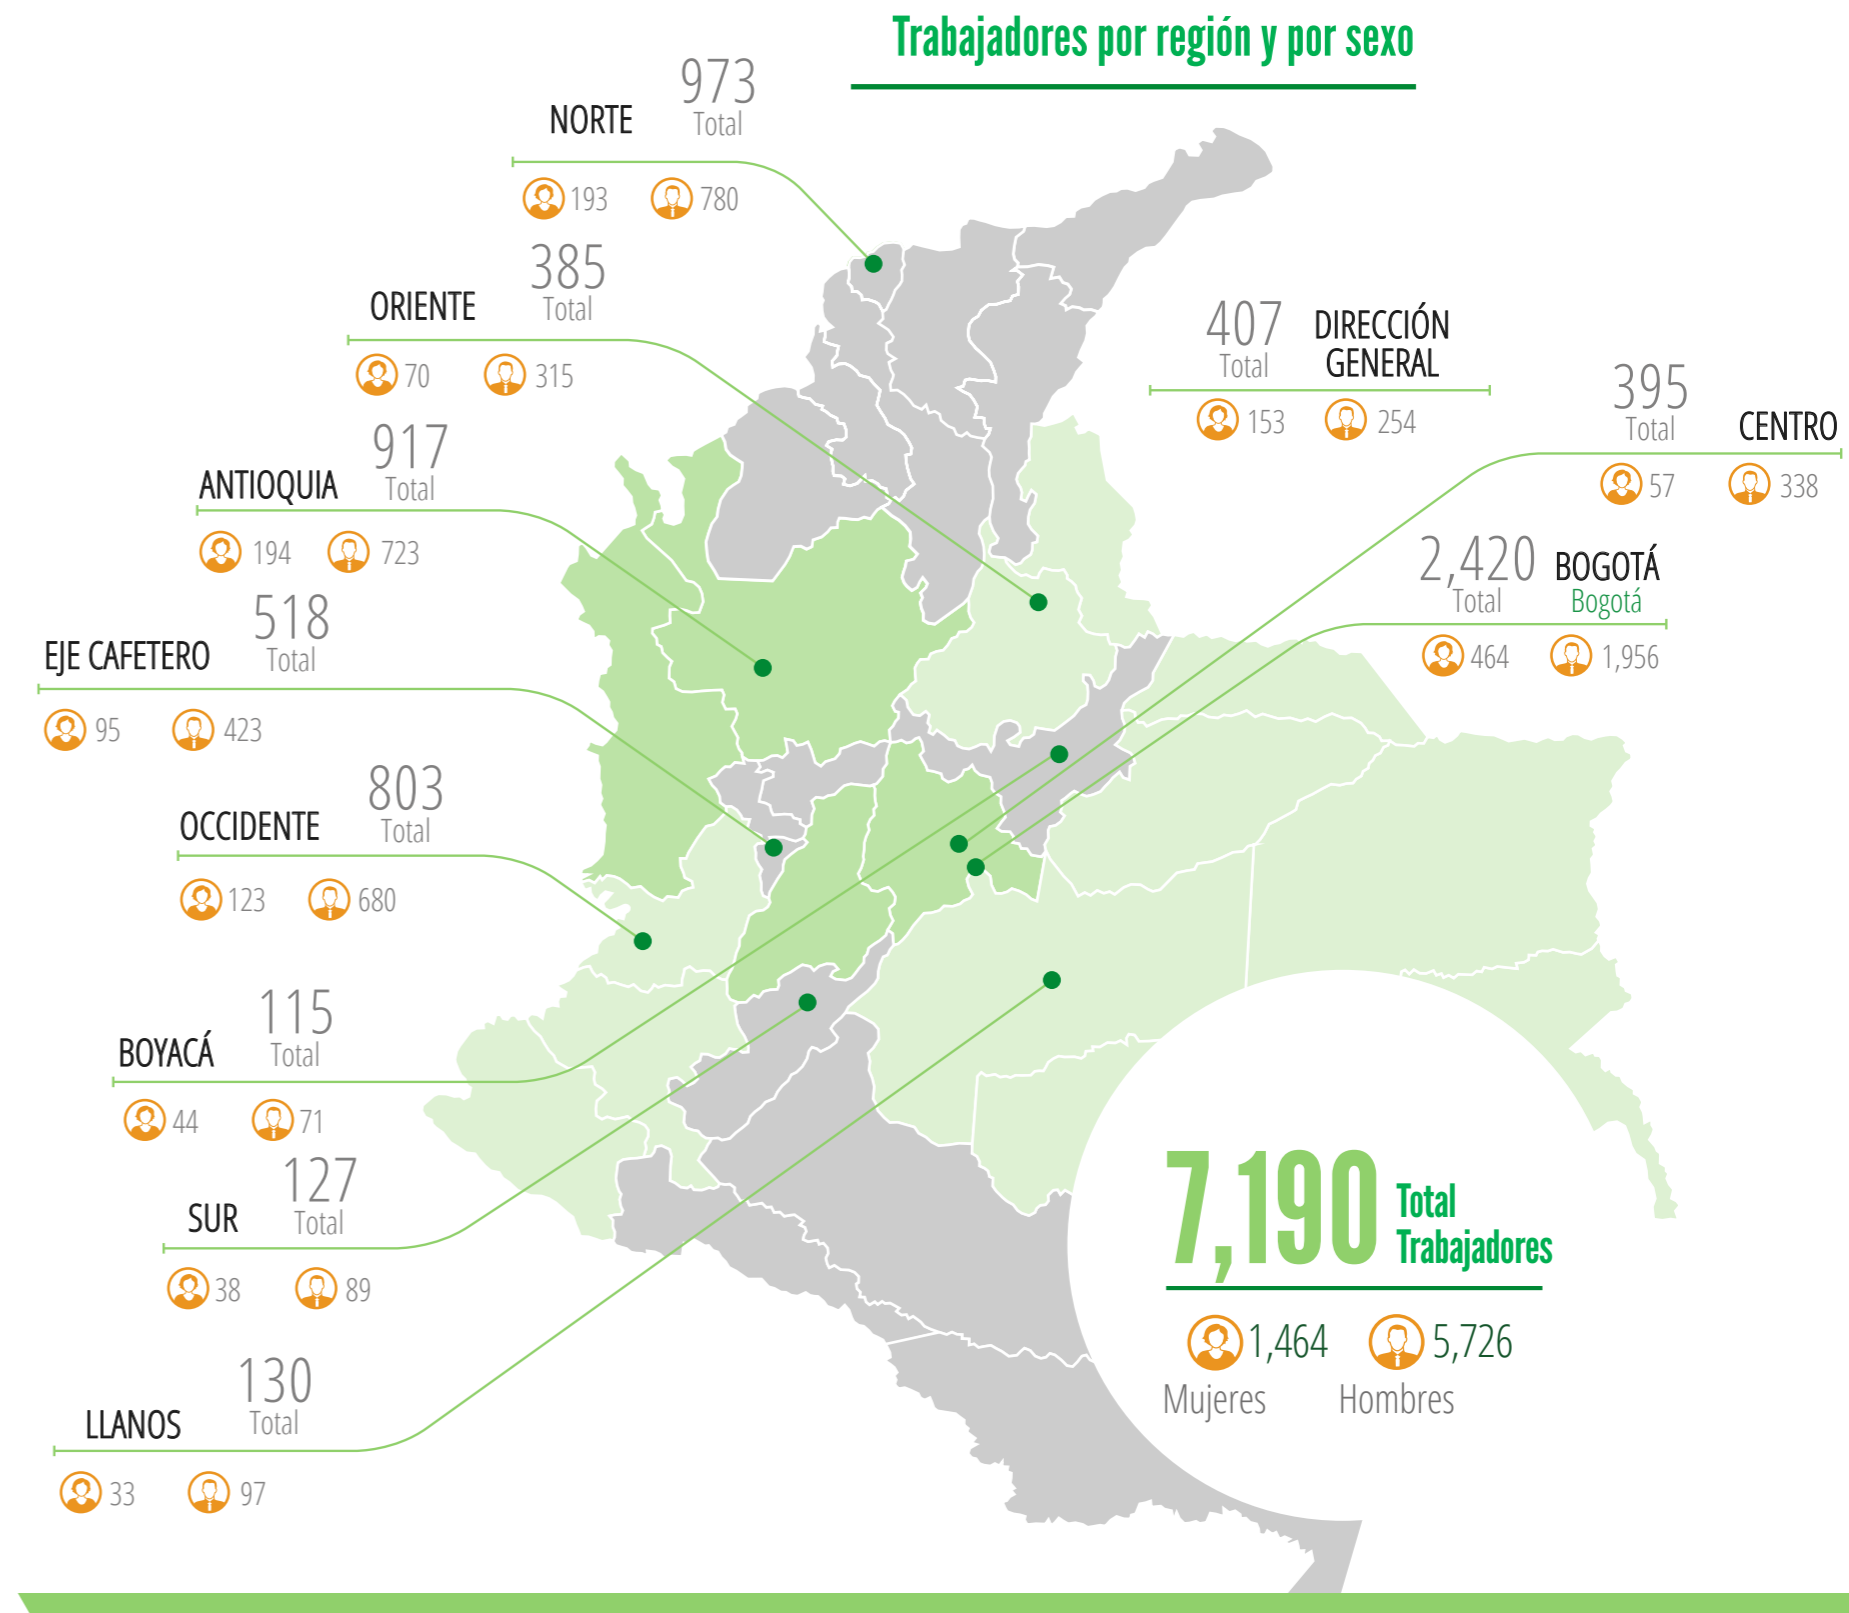 Trabajadores por región y por sexo
NORTE
973
Total
193
780
ORIENTE
385
Total
70
315
ANTIOQUIA
917
Total
194
723
EJE CAFETERO
518
Total
95
423
OCCIDENTE
803
Total
123
680
BOYACÁ
115
Total
44
71
SUR
127
Total
38
89
LLANOS
130
Total
33
97
407
Total
DIRECCIÓN
GENERAL
153
254
395
Total
CENTRO
57
338
2,420
Total
BOGOTÁ
Bogotá
464
1,956
7,190
Total
Trabajadores
1,464
Mujeres
5,726
Hombres